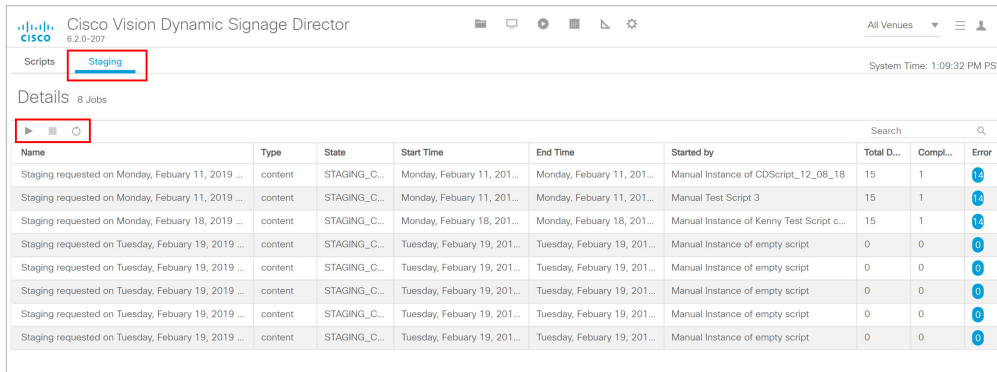 Cisco Vision Dynamic Signage Director
CISCO 6.2.0-207
All Venues
Scripts Staging
System Time: 1:09:32 PM PST
Details 8 Jobs
Search
Name Type State Start Time End Time Started by Total D... Compl... Error
Staging requested on Monday, Febuary 11, 2019 ... content STAGING_C... Monday, Febuary 11, 201... Monday, Febuary 11, 201... Manual Instance of CDScript_12_08_18 15 1 14
Staging requested on Monday, Febuary 11, 2019 ... content STAGING_C... Monday, Febuary 11, 201... Monday, Febuary 11, 201... Manual Test Script 3 15 1 14
Staging requested on Monday, Febuary 18, 2019 ... content STAGING_C... Monday, Febuary 18, 201... Monday, Febuary 18, 201... Manual Instance of Kenny Test Script c... 15 1 14
Staging requested on Tuesday, Febuary 19, 2019 ... content STAGING_C... Tuesday, Febuary 19, 201... Tuesday, Febuary 19, 201... Manual Instance of empty script 0 0 0
Staging requested on Tuesday, Febuary 19, 2019 ... content STAGING_C... Tuesday, Febuary 19, 201... Tuesday, Febuary 19, 201... Manual Instance of empty script 0 0 0
Staging requested on Tuesday, Febuary 19, 2019 ... content STAGING_C... Tuesday, Febuary 19, 201... Tuesday, Febuary 19, 201... Manual Instance of empty script 0 0 0
Staging requested on Tuesday, Febuary 19, 2019 ... content STAGING_C... Tuesday, Febuary 19, 201... Tuesday, Febuary 19, 201... Manual Instance of empty script 0 0 0
Staging requested on Tuesday, Febuary 19, 2019 ... content STAGING_C... Tuesday, Febuary 19, 201... Tuesday, Febuary 19, 201... Manual Instance of empty script 0 0 0